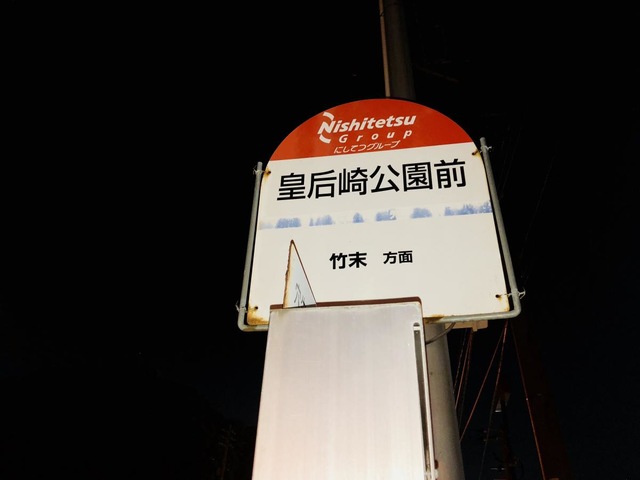 Nishitetsu
Group
にしてつグループ
皇后崎公園前
竹末 方面